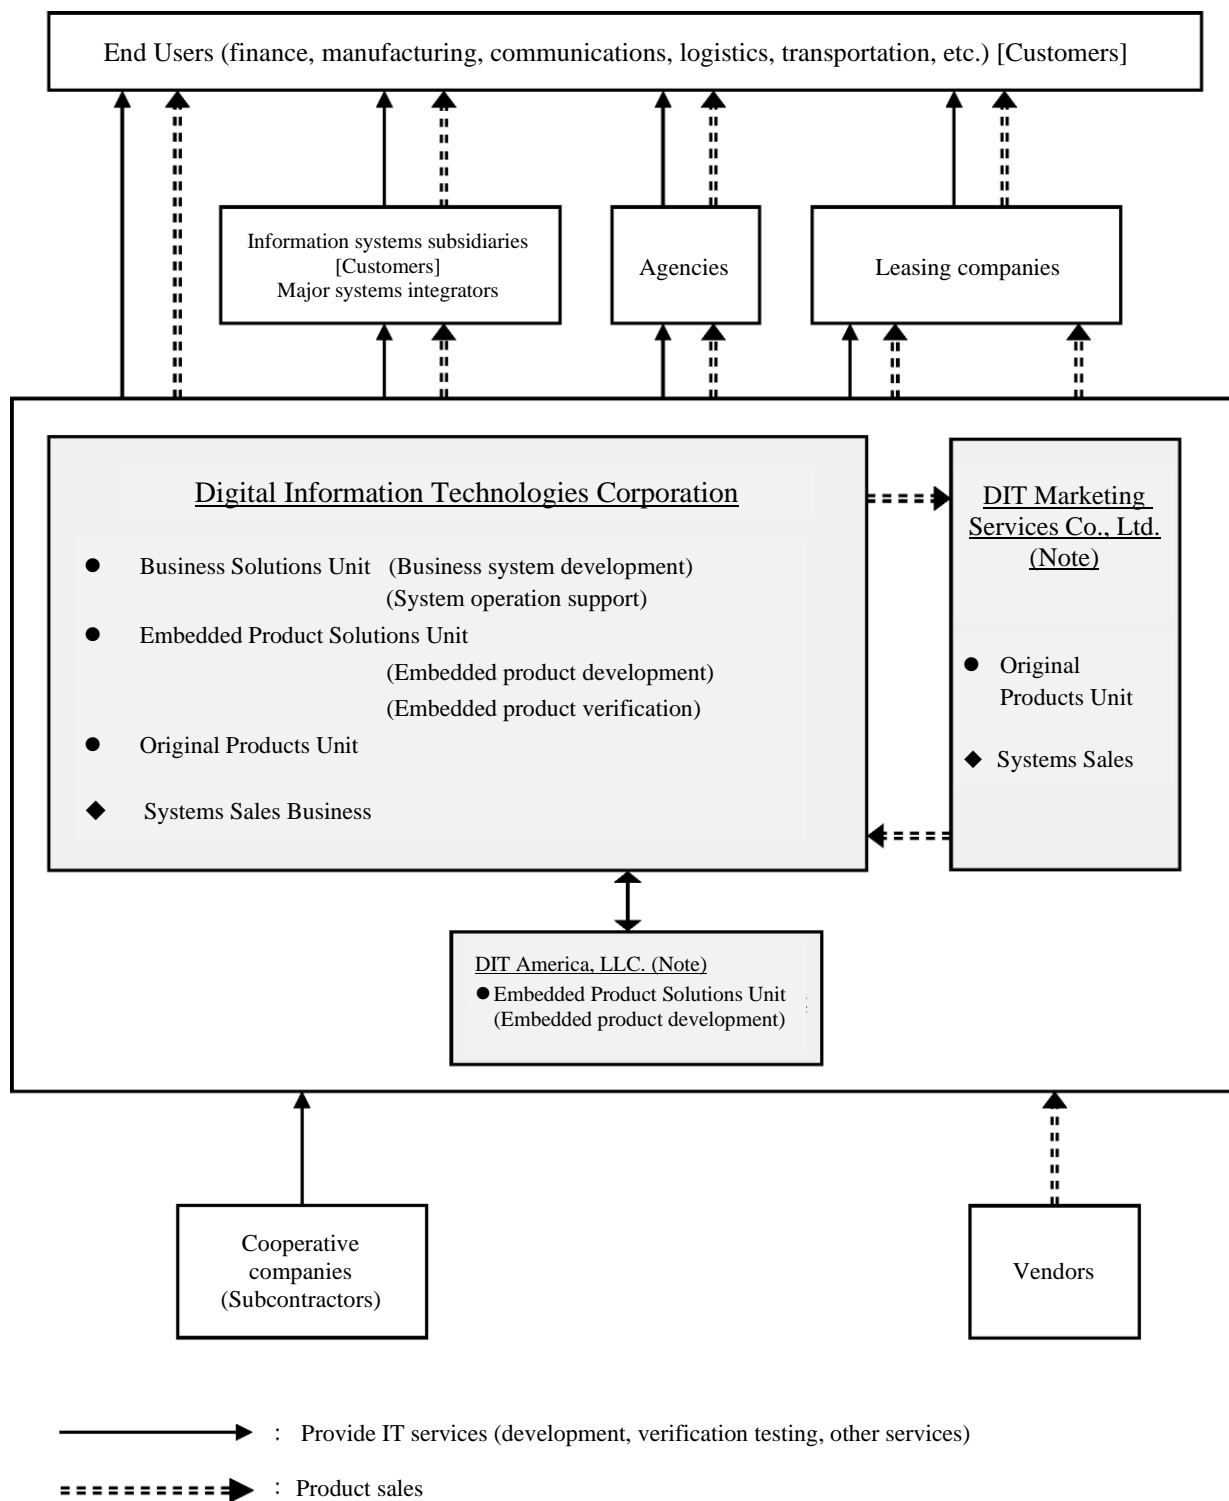 End Users (finance, manufacturing, communications, logistics, transportation, etc.) [Customers]
Information systems subsidiaries
[Customers]
Major systems integrators
Agencies
Leasing companies
Digital Information Technologies Corporation
● Business Solutions Unit (Business system development)
(System operation support)
● Embedded Product Solutions Unit
(Embedded product development)
(Embedded product verification)
● Original Products Unit
◆ Systems Sales Business
DIT Marketing
Services Co., Ltd.
(Note)
● Original
Products Unit
◆ Systems Sales
DIT America, LLC. (Note)
● Embedded Product Solutions Unit
(Embedded product development)
Cooperative
companies
(Subcontractors)
Vendors
: Provide IT services (development, verification testing, other services)
: Product sales